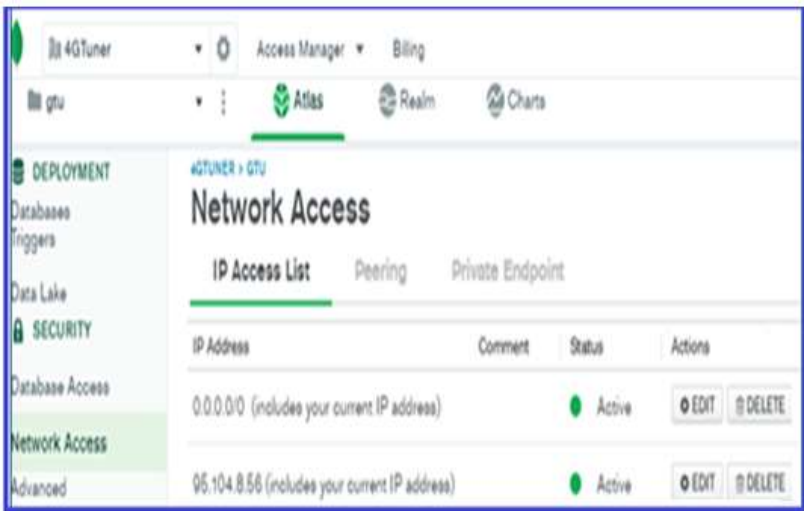 4GTuner Access Manager Billing
gtu Atlas Realm Charts
DEPLOYMENT
Databases
Triggers
Data Lake
SECURITY
Database Access
Network Access
Advanced
4GTUNER > GTU
Network Access
IP Access List Peering Private Endpoint
IP Address Comment Status Actions
0.0.0.0/0 (includes your current IP address) Active EDIT DELETE
95.104.8.56 (includes your current IP address) Active EDIT DELETE